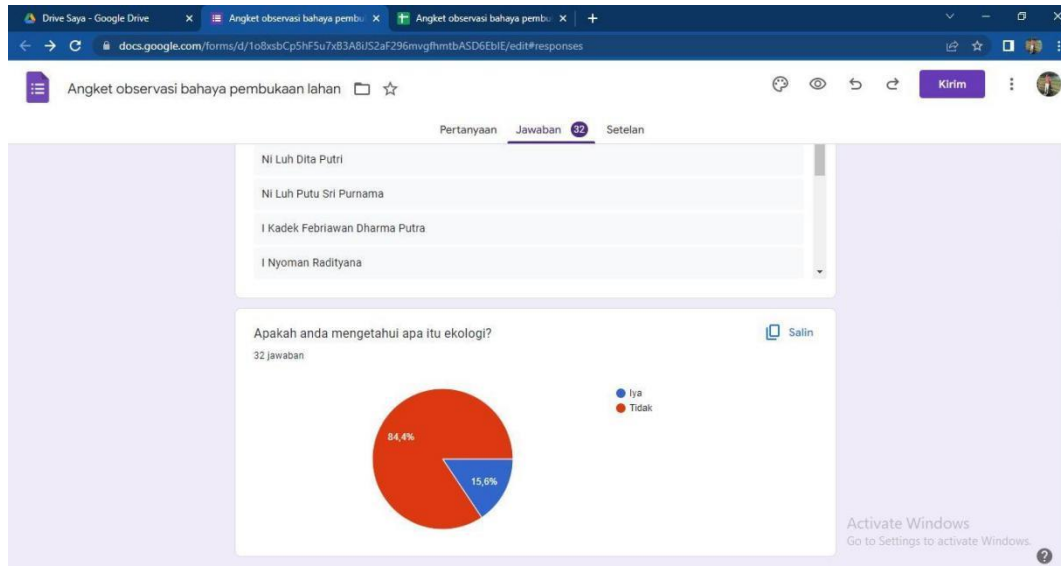 Drive Saya - Google Drive
Angket observasi bahaya pembu
Angket observasi bahaya pembu
docs.google.com/forms/d/1o8xsbCp5hF5u7xB3A8iJS2aF296mvgfhmtbASD6EbIE/edit#responses
Angket observasi bahaya pembukaan lahan
Kirim
Pertanyaan Jawaban 32 Setelan
Ni Luh Dita Putri
Ni Luh Putu Sri Purnama
I Kadek Febriawan Dharma Putra
I Nyoman Radityana
Apakah anda mengetahui apa itu ekologi?
Salin
32 jawaban
Iya
Tidak
84,4%
15,6%
Activate Windows
Go to Settings to activate Windows.